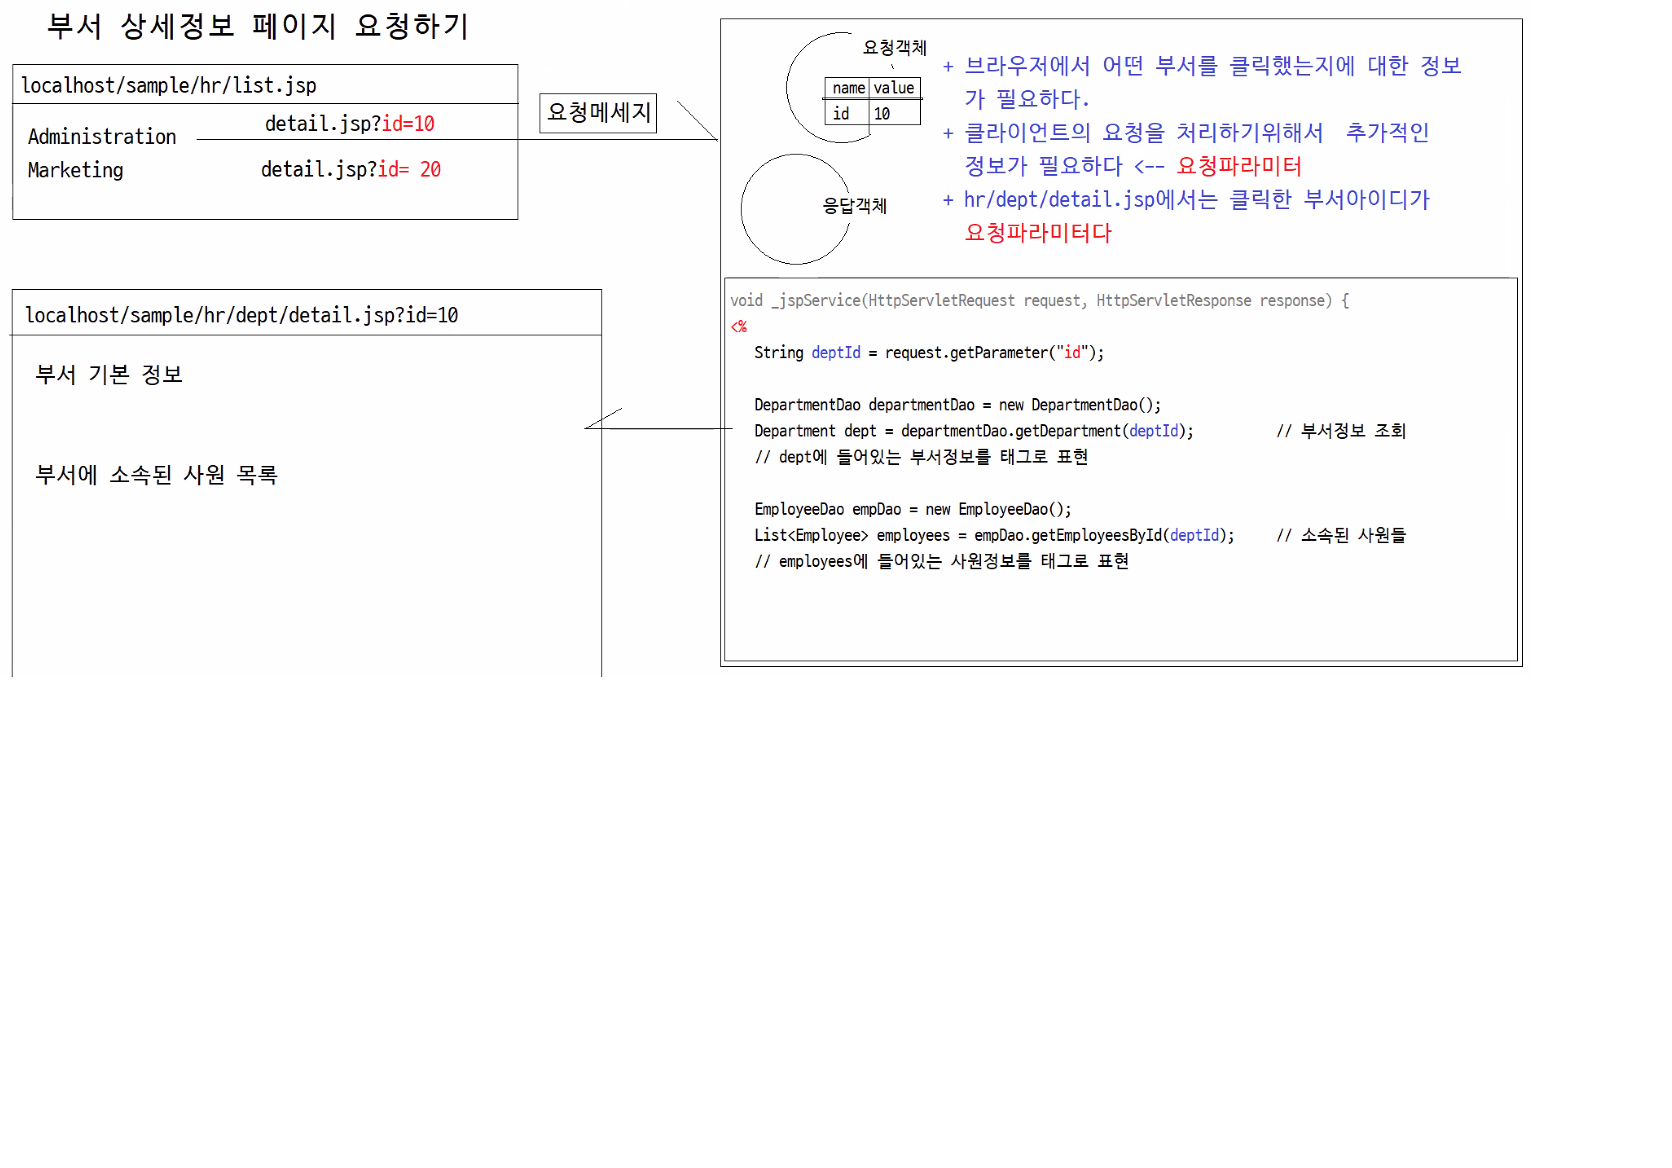 부서 상세정보 페이지 요청하기
localhost/sample/hr/list.jsp
Administration detail.jsp?id=10
Marketing detail.jsp?id= 20
요청메세지
요청객체
name value
id 10
응답객체
+ 브라우저에서 어떤 부서를 클릭했는지에 대한 정보
가 필요하다.
+ 클라이언트의 요청을 처리하기위해서 추가적인
정보가 필요하다 <-- 요청파라미터
+ hr/dept/detail.jsp에서는 클릭한 부서아이디가
요청파라미터다
localhost/sample/hr/dept/detail.jsp?id=10
부서 기본 정보
부서에 소속된 사원 목록
void _jspService(HttpServletRequest request, HttpServletResponse response) {
<%
String deptId = request.getParameter("id");
DepartmentDao departmentDao = new DepartmentDao();
Department dept = departmentDao.getDepartment(deptId); // 부서정보 조회
// dept에 들어있는 부서정보를 태그로 표현
EmployeeDao empDao = new EmployeeDao();
List<Employee> employees = empDao.getEmployeesById(deptId); // 소속된 사원들
// employees에 들어있는 사원정보를 태그로 표현